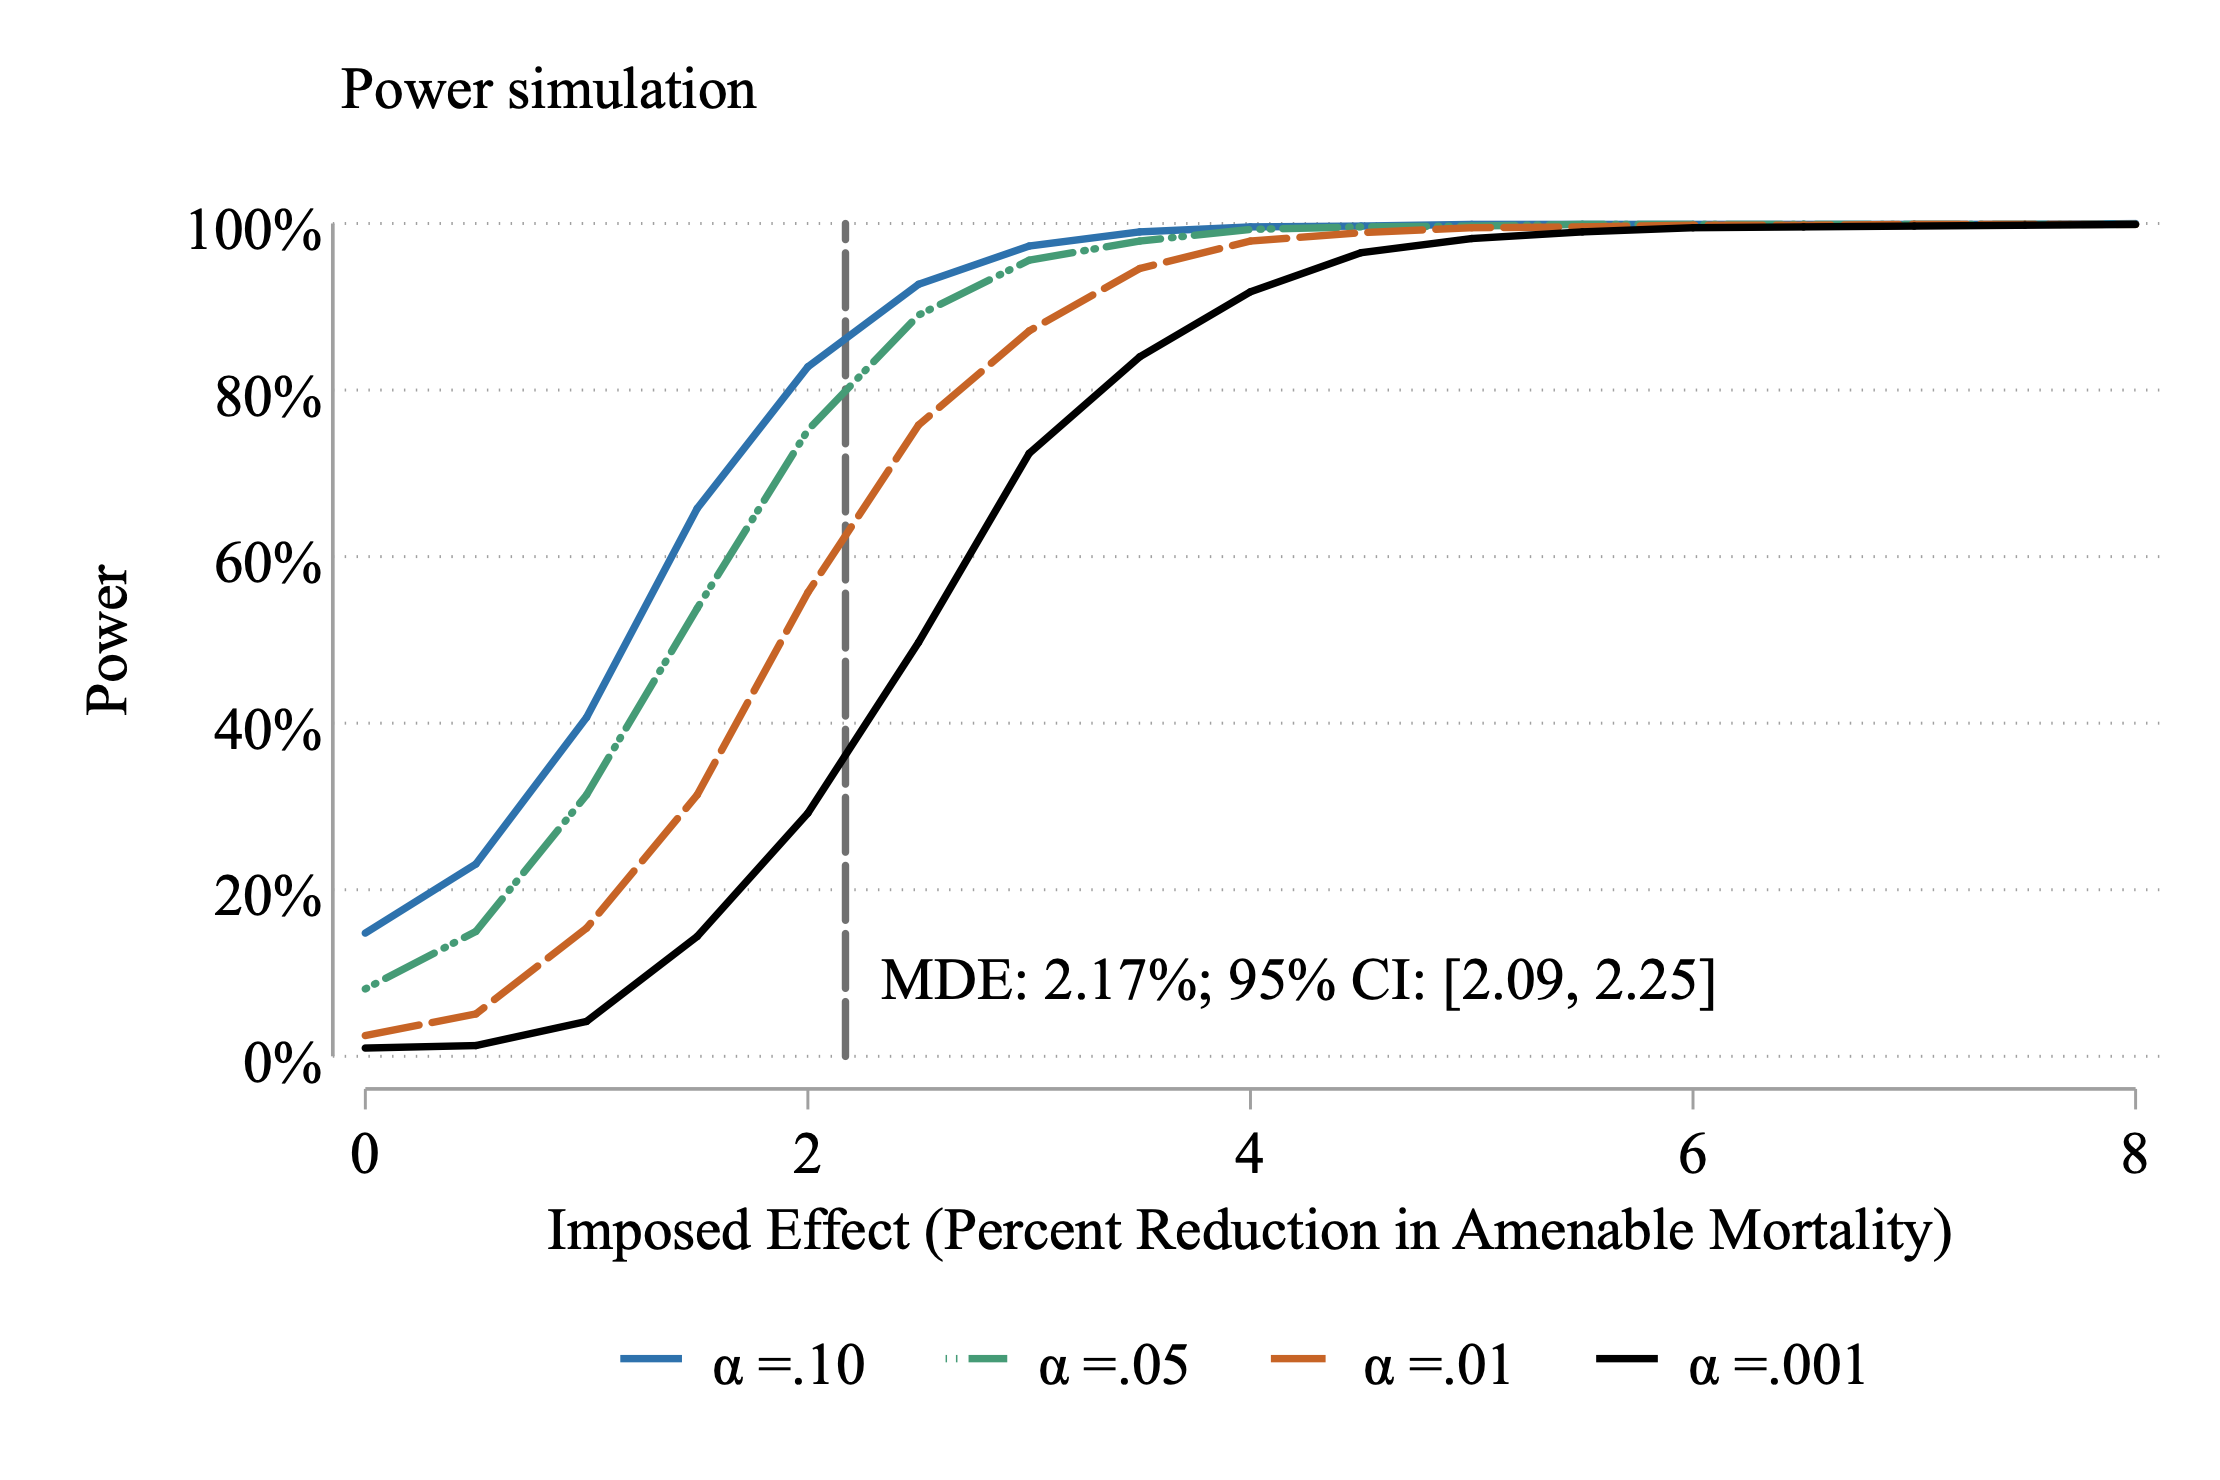 Power simulation
100%
80%
60%
40%
20%
0%
Power
MDE: 2.17%; 95% CI: [2.09, 2.25]
0 2 4 6 8
Imposed Effect (Percent Reduction in Amenable Mortality)
α =.10 α =.05 α =.01 α =.001